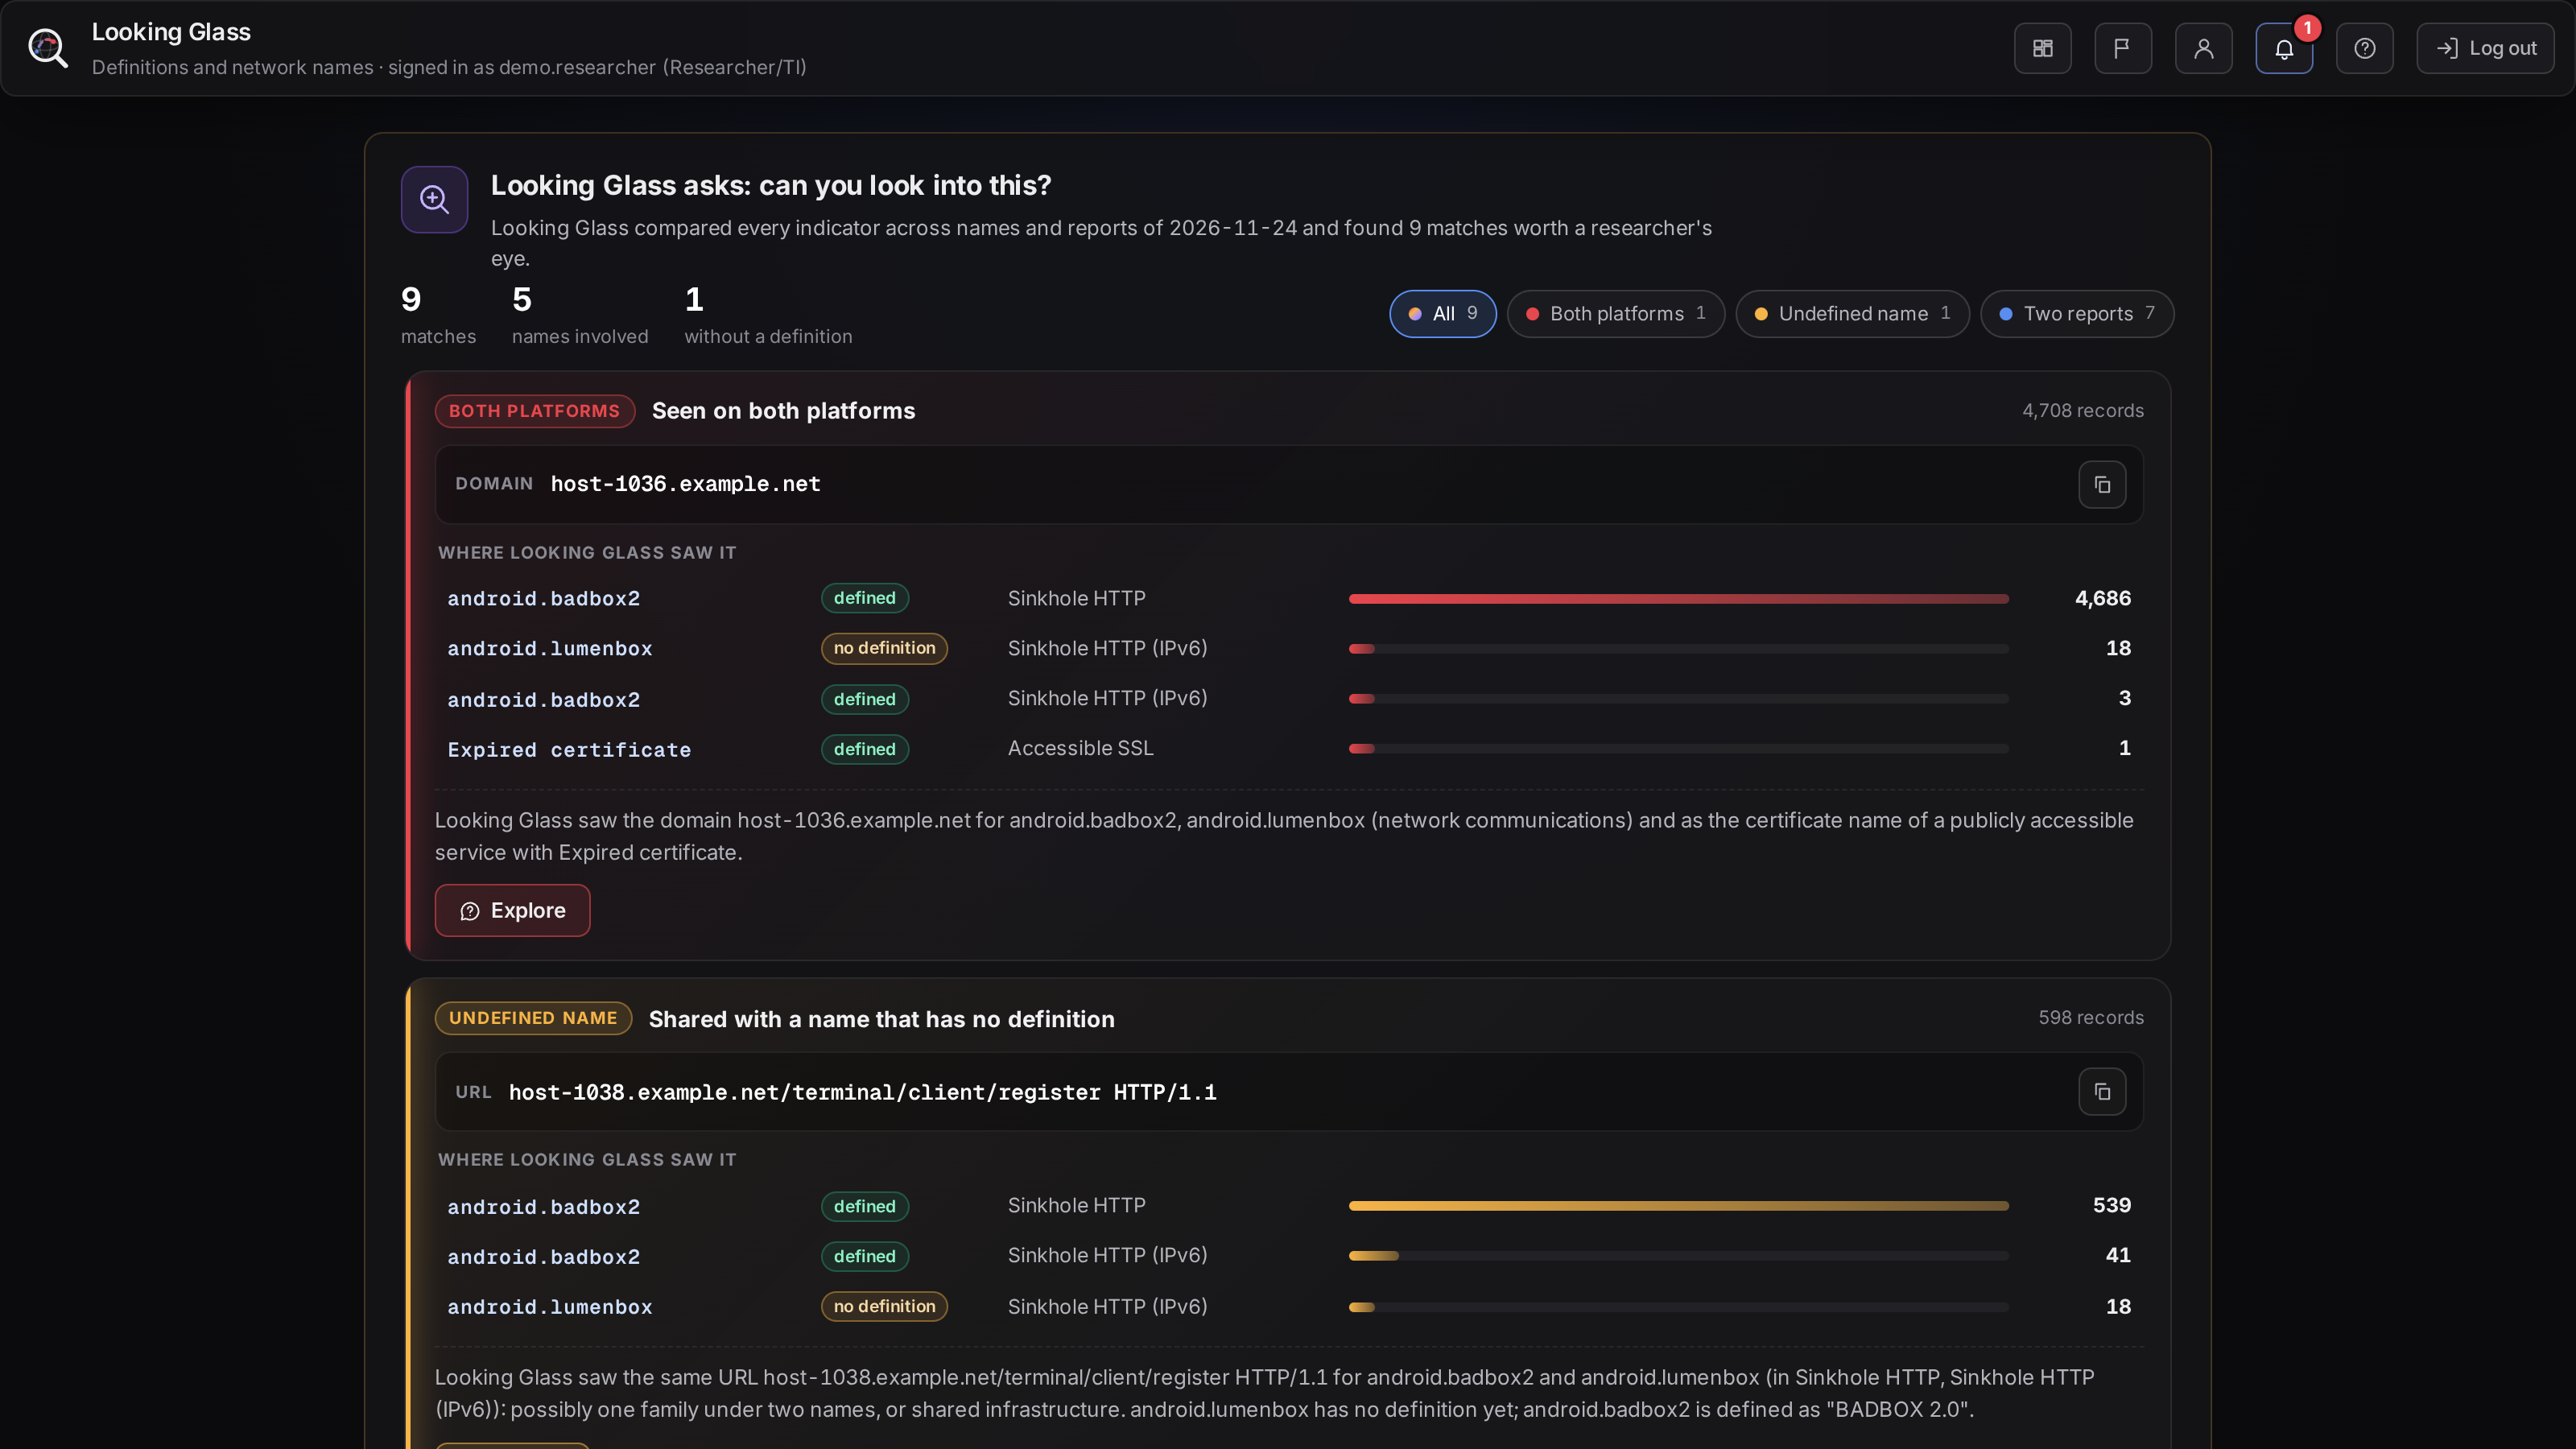 Looking Glass
Definitions and network names · signed in as demo.researcher (Researcher/TI)
1
Log out
Looking Glass asks: can you look into this?
Looking Glass compared every indicator across names and reports of 2026-11-24 and found 9 matches worth a researcher's
eye.
9 5 1
matches names involved without a definition
All 9 Both platforms 1 Undefined name 1 Two reports 7
BOTH PLATFORMS Seen on both platforms 4,708 records
DOMAIN host-1036.example.net
WHERE LOOKING GLASS SAW IT
android.badbox2 defined Sinkhole HTTP 4,686
android.lumenbox no definition Sinkhole HTTP (IPv6) 18
android.badbox2 defined Sinkhole HTTP (IPv6) 3
Expired certificate defined Accessible SSL 1
Looking Glass saw the domain host-1036.example.net for android.badbox2, android.lumenbox (network communications) and as the certificate name of a publicly accessible
service with Expired certificate.
Explore
UNDEFINED NAME Shared with a name that has no definition 598 records
URL host-1038.example.net/terminal/client/register HTTP/1.1
WHERE LOOKING GLASS SAW IT
android.badbox2 defined Sinkhole HTTP 539
android.badbox2 defined Sinkhole HTTP (IPv6) 41
android.lumenbox no definition Sinkhole HTTP (IPv6) 18
Looking Glass saw the same URL host-1038.example.net/terminal/client/register HTTP/1.1 for android.badbox2 and android.lumenbox (in Sinkhole HTTP, Sinkhole HTTP
(IPv6)): possibly one family under two names, or shared infrastructure. android.lumenbox has no definition yet; android.badbox2 is defined as "BADBOX 2.0".